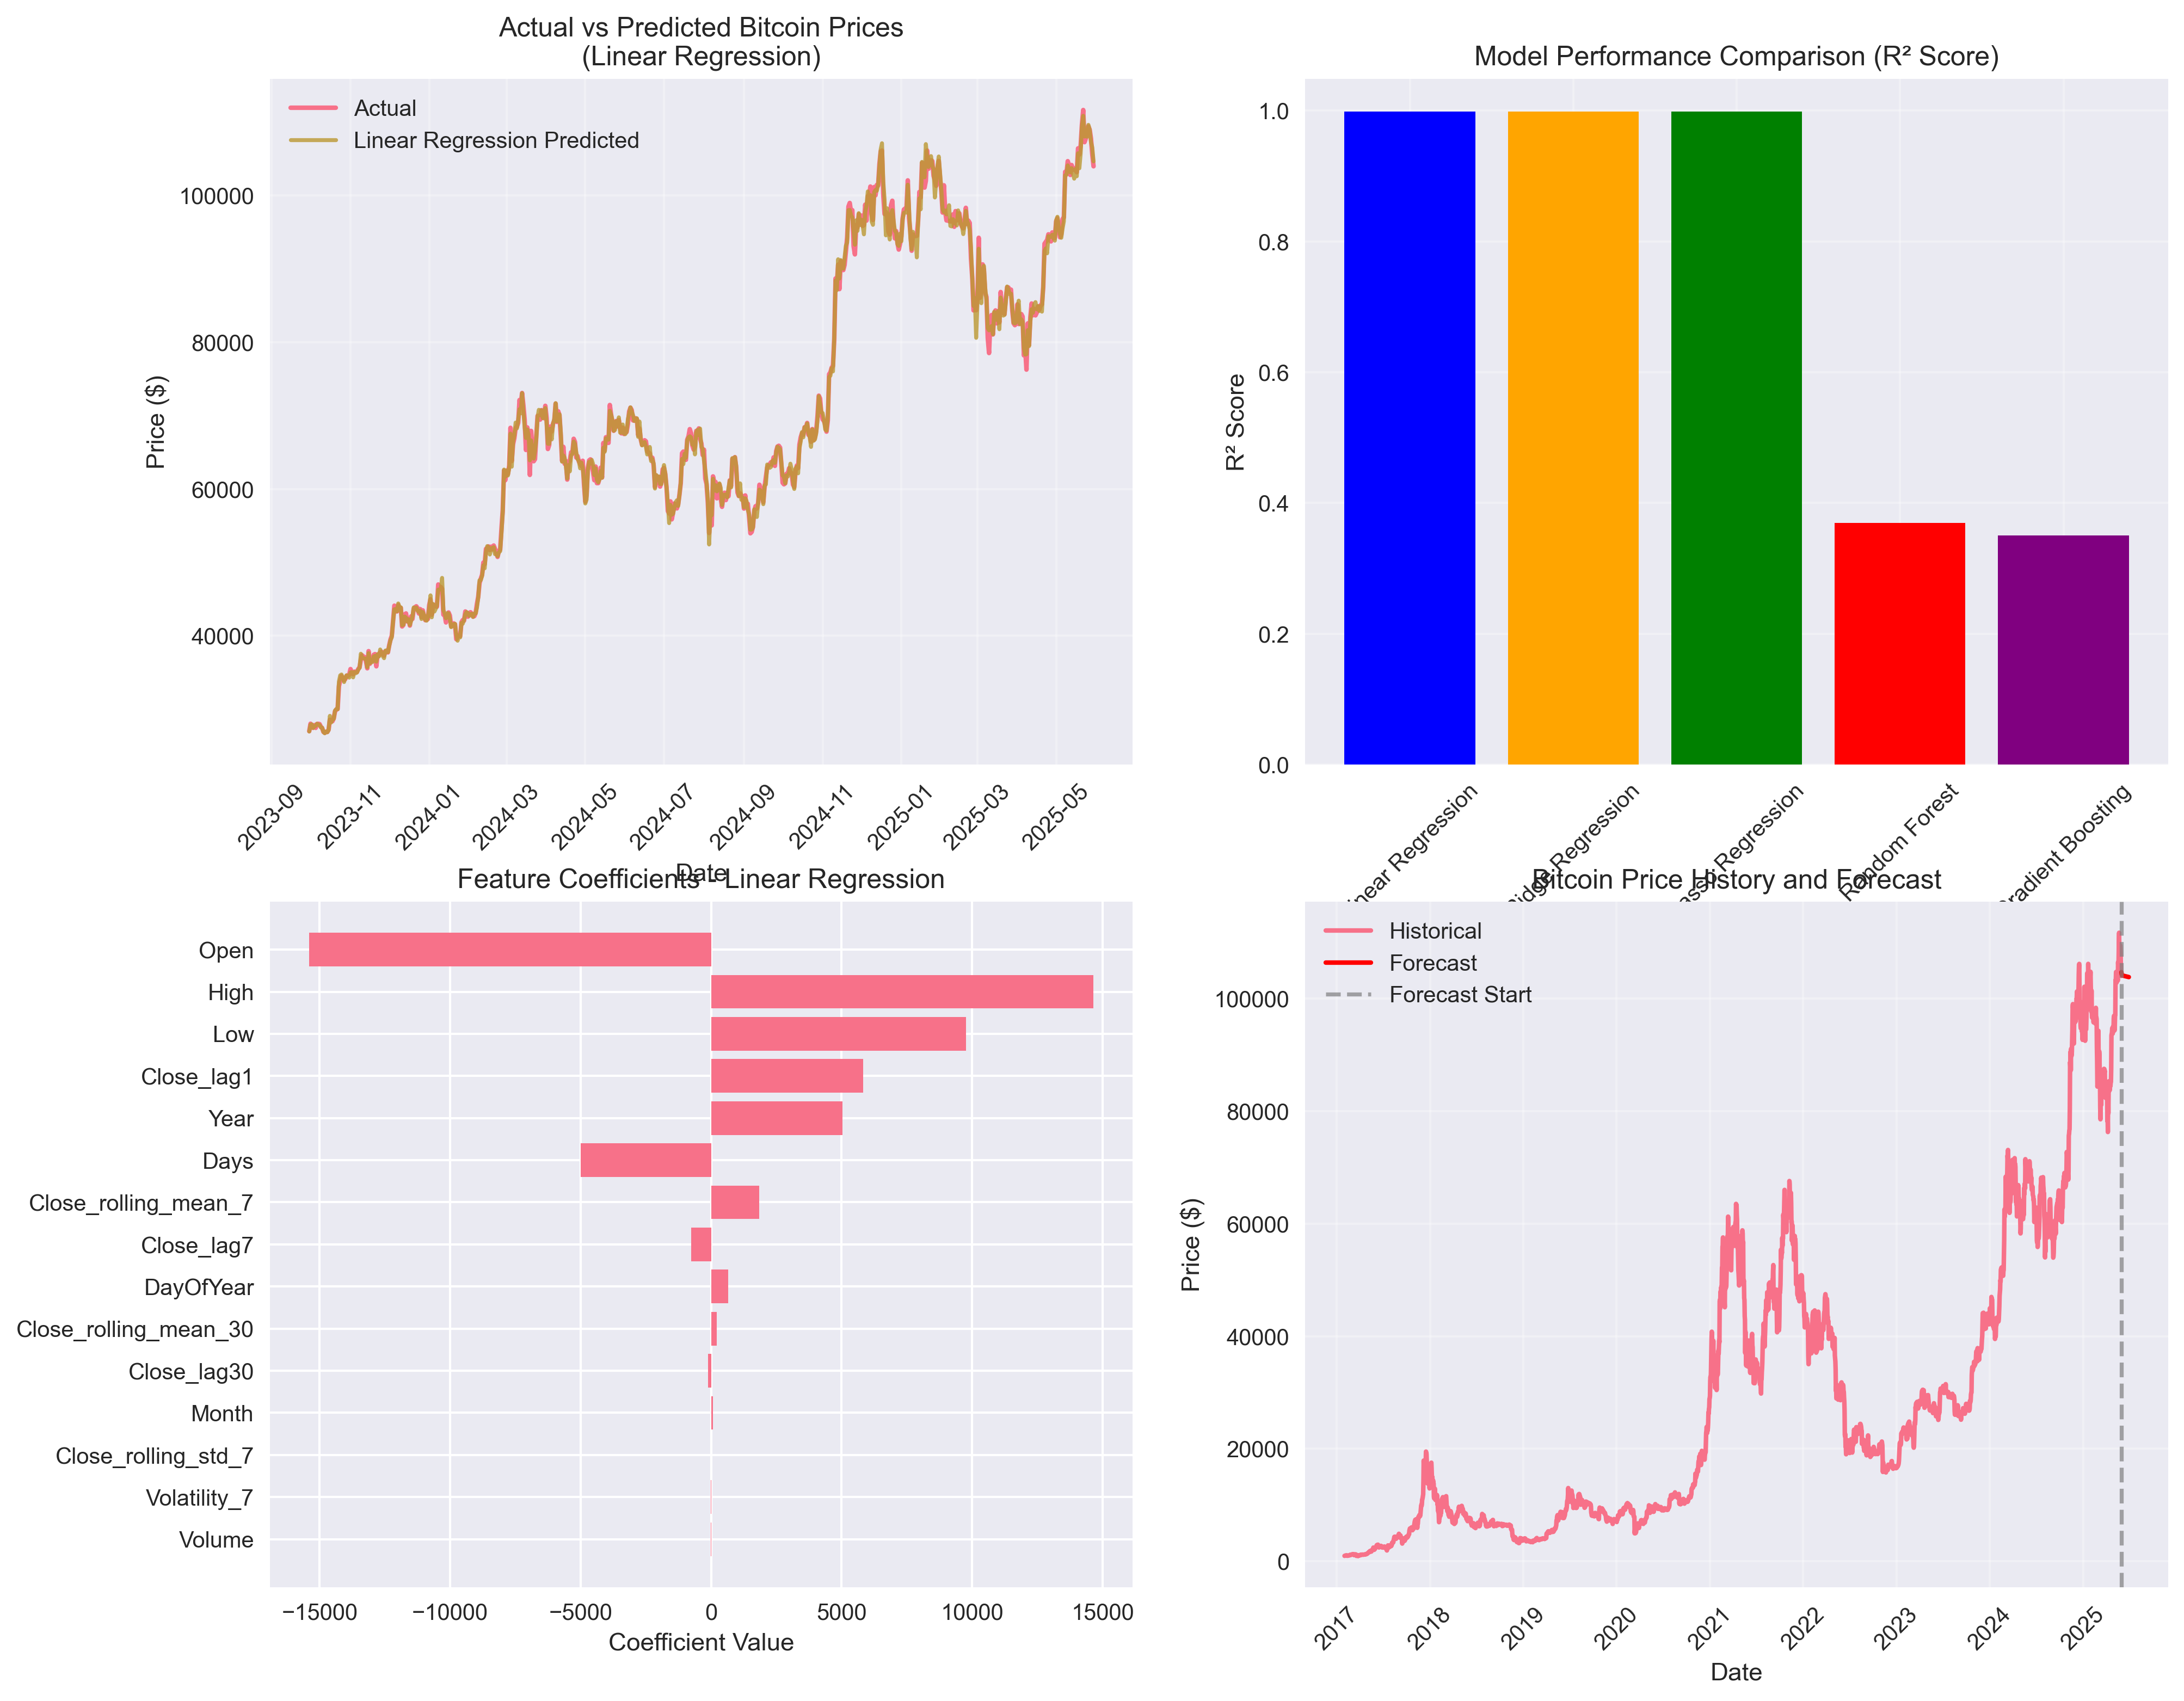 Actual vs Predicted Bitcoin Prices
(Linear Regression)
Actual
Linear Regression Predicted
Price ($)
100000
80000
60000
40000
2023-09
2023-11
2024-01
2024-03
2024-05
2024-07
2024-09
2024-11
2025-01
2025-03
2025-05
Date
Model Performance Comparison (R² Score)
R² Score
1.0
0.8
0.6
0.4
0.2
0.0
Regression
Regression
Regression
Random Forest
Boosting
Feature Coefficients - Linear Regression
Open
High
Low
Close_lag1
Year
Days
Close_rolling_mean_7
Close_lag7
DayOfYear
Close_rolling_mean_30
Close_lag30
Month
Close_rolling_std_7
Volatility_7
Volume
−15000
−10000
−5000
0
5000
10000
15000
Coefficient Value
Bitcoin Price History and Forecast
Historical
Forecast
Forecast Start
Price ($)
100000
80000
60000
40000
20000
0
2017
2018
2019
2020
2021
2022
2023
2024
2025
Date